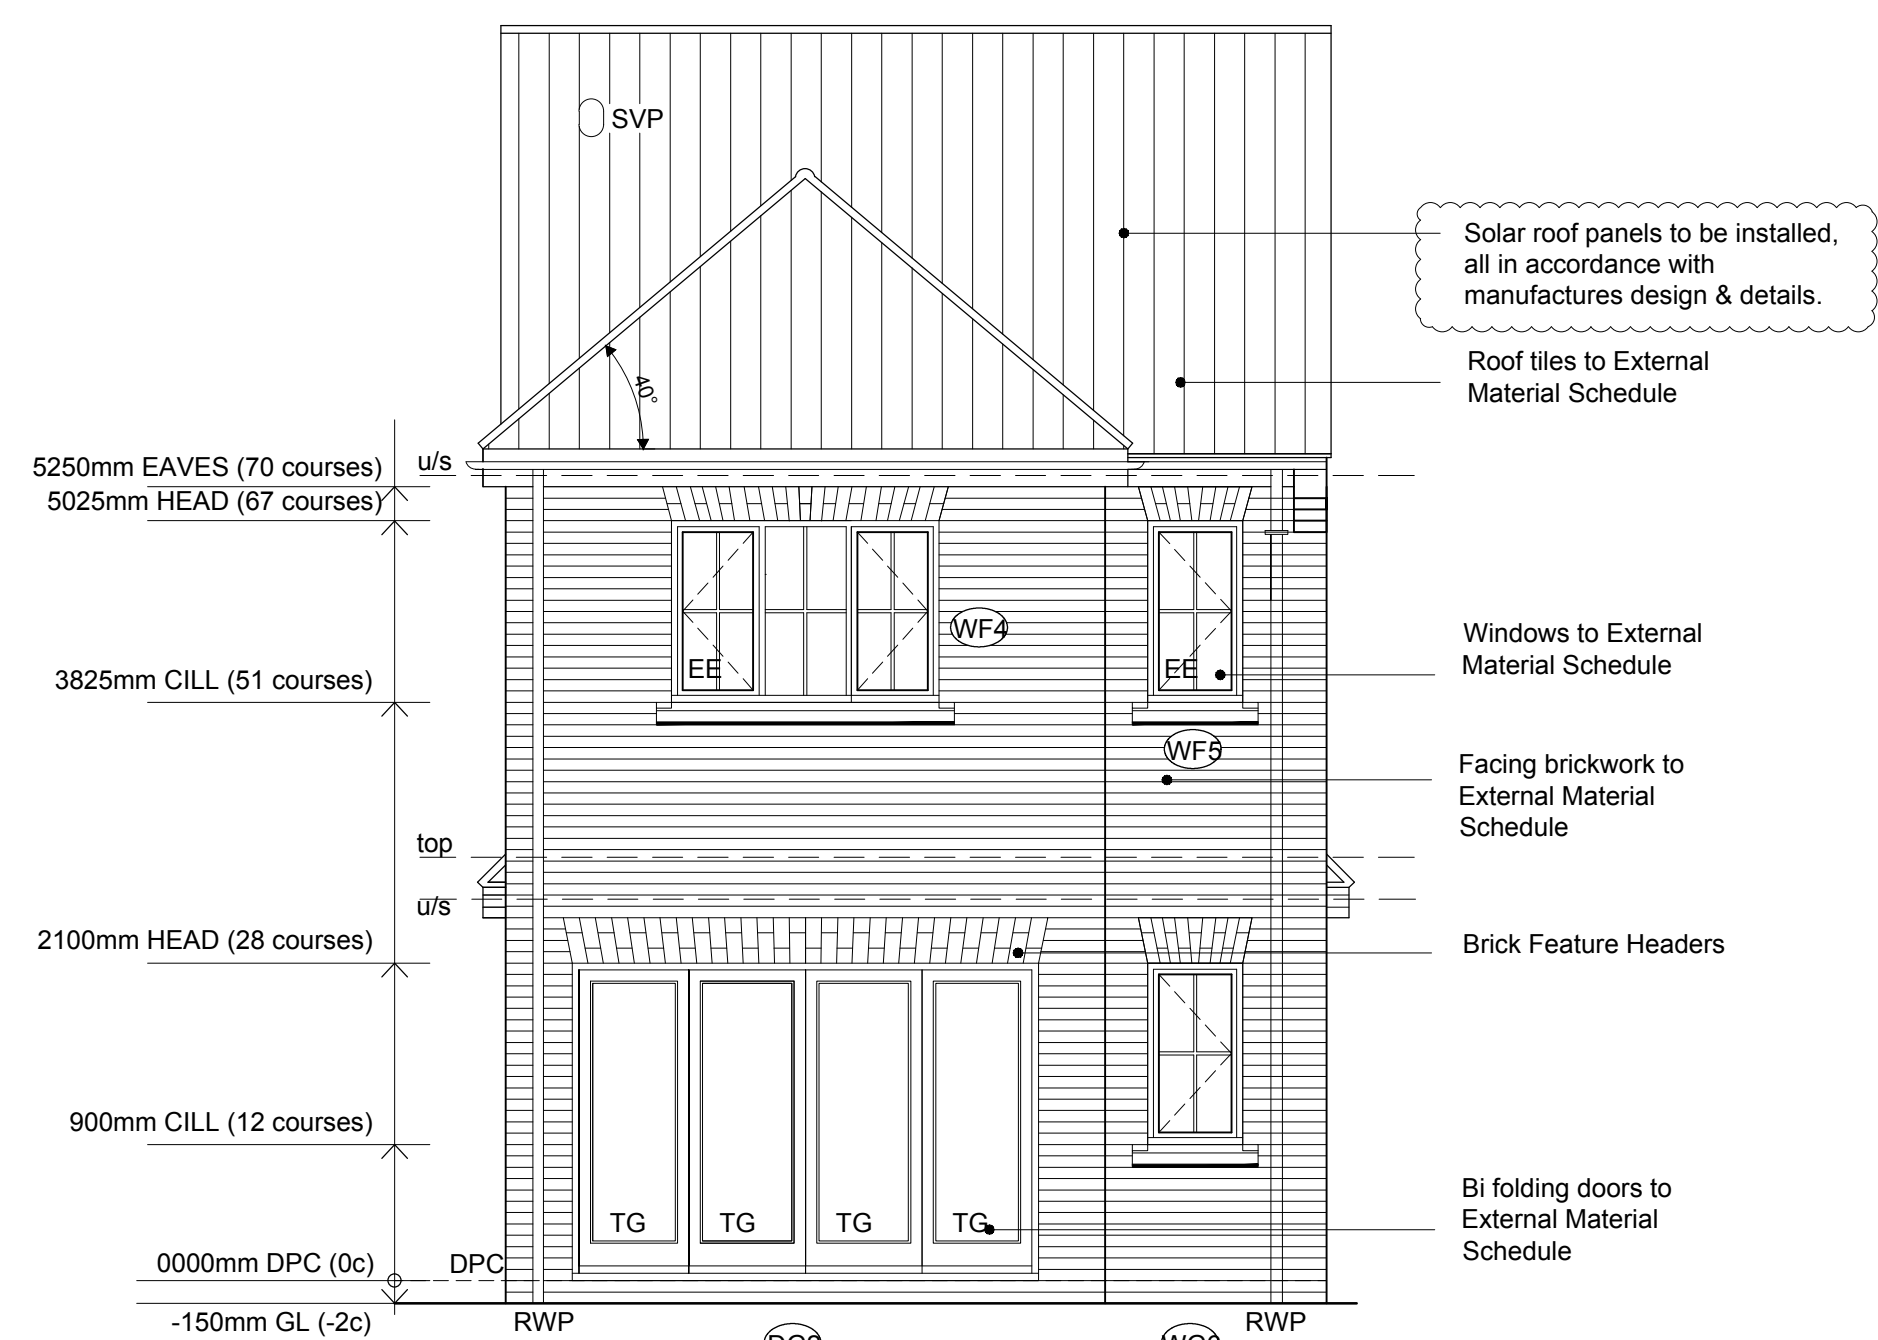 SVP
Solar roof panels to be installed,
all in accordance with
manufactures design & details.
Roof tiles to External
Material Schedule
40°
5250mm EAVES (70 courses)
u/s
5025mm HEAD (67 courses)
WF4
Windows to External
Material Schedule
EE
EE
3825mm CILL (51 courses)
WF5
Facing brickwork to
External Material
Schedule
top
u/s
2100mm HEAD (28 courses)
Brick Feature Headers
900mm CILL (12 courses)
Bi folding doors to
External Material
Schedule
TG
TG
TG
TG
0000mm DPC (0c)
DPC
-150mm GL (-2c)
RWP
RWP